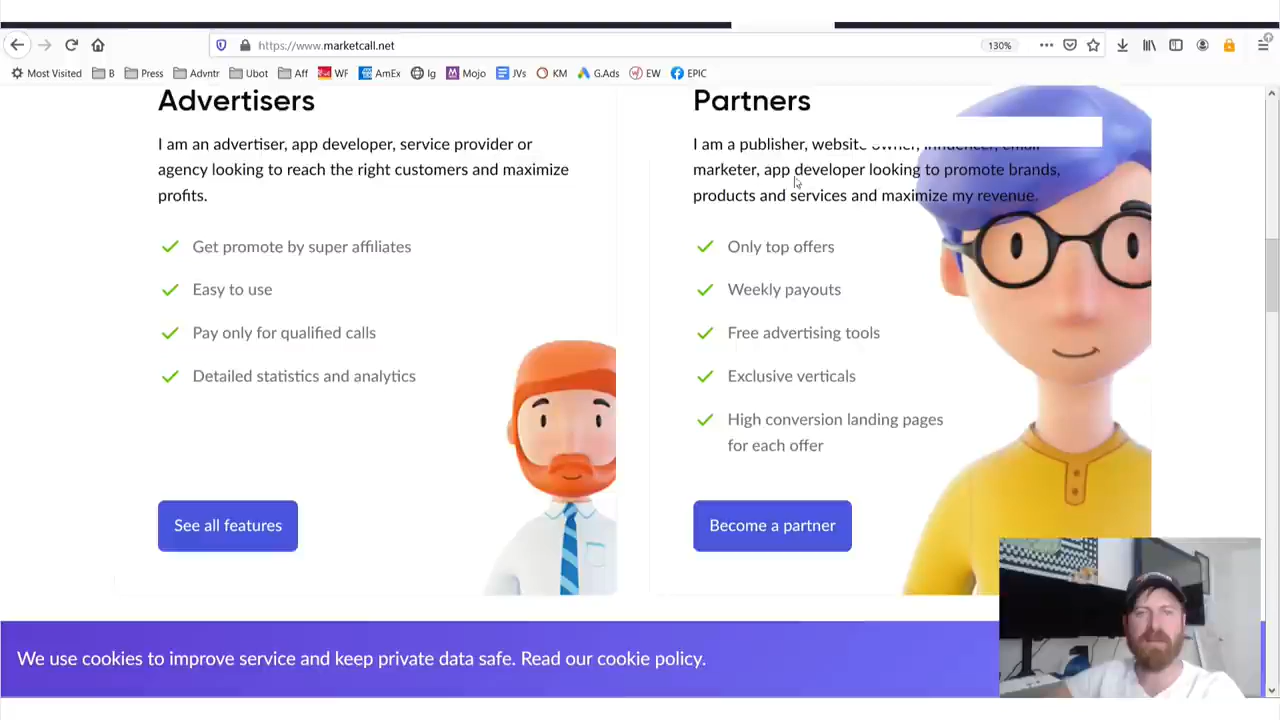 https://www.marketcall.net
130%
Most Visited
B
Press
Advntr
Ubot
Aff
WF
AmEx
Ig
Mojo
JVs
KM
G.Ads
EW
EPIC
Advertisers
I am an advertiser, app developer, service provider or
agency looking to reach the right customers and maximize
profits.
Get promote by super affiliates
Easy to use
Pay only for qualified calls
Detailed statistics and analytics
See all features
Partners
I am a publisher, website owner, influencer, email
marketer, app developer looking to promote brands,
products and services and maximize my revenue.
Only top offers
Weekly payouts
Free advertising tools
Exclusive verticals
High conversion landing pages
for each offer
Become a partner
We use cookies to improve service and keep private data safe. Read our cookie policy.